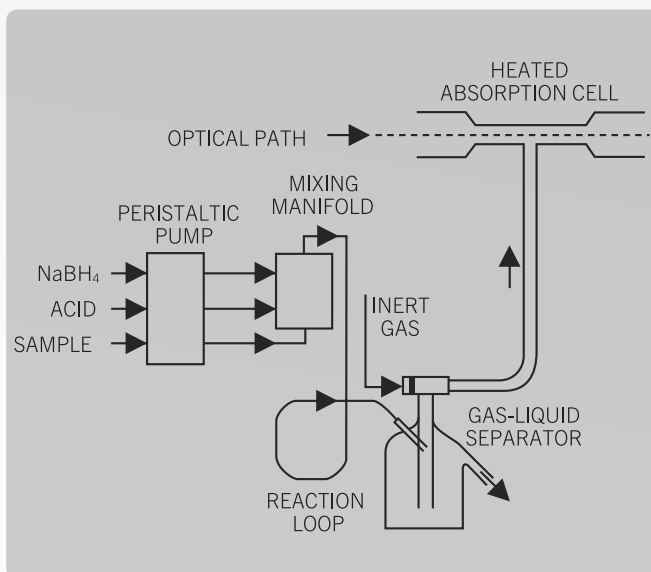 HEATED
ABSORPTION CELL
OPTICAL PATH
MIXING
MANIFOLD
PERISTALTIC
PUMP
NaBH₄
ACID
SAMPLE
INERT
GAS
GAS-LIQUID
SEPARATOR
REACTION
LOOP